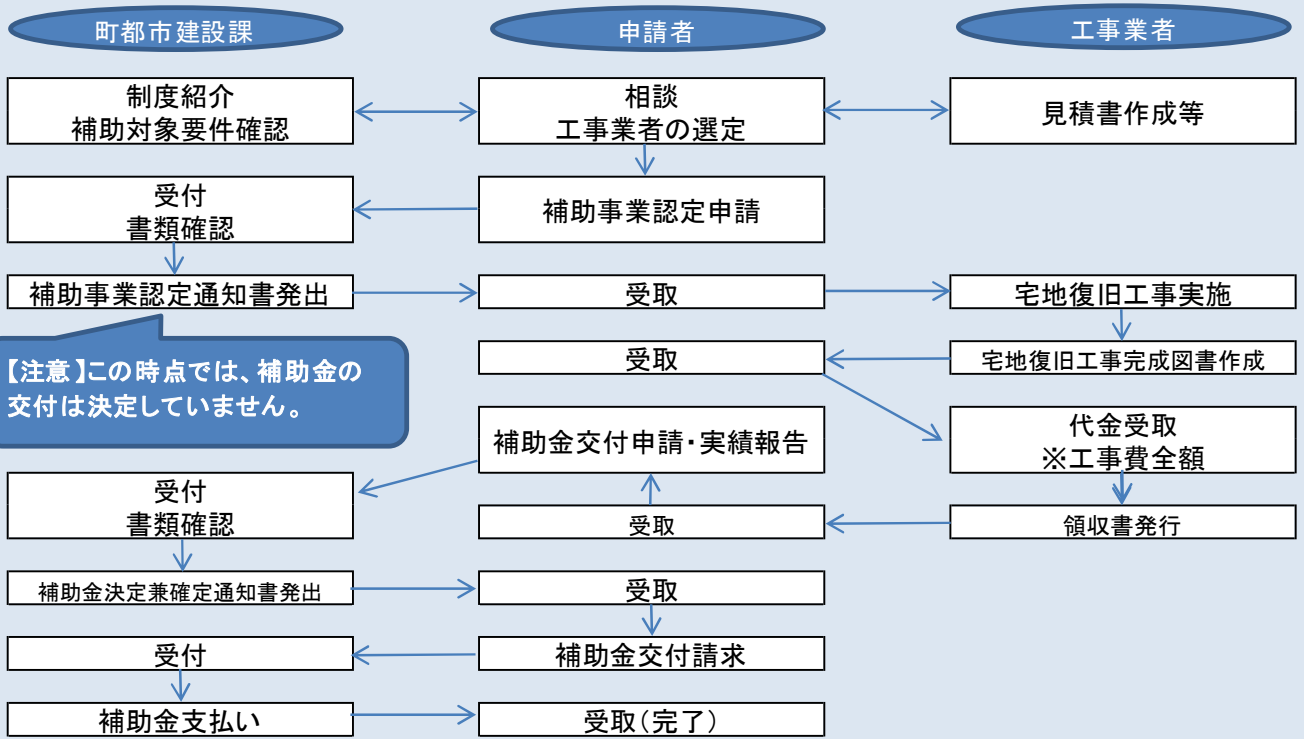 町都市建設課
申請者
工事業者
制度紹介
補助対象要件確認
相談
工事業者の選定
見積書作成等
受付
書類確認
補助事業認定申請
補助事業認定通知書発出
受取
宅地復旧工事実施
【注意】この時点では、補助金の
交付は決定していません。
受取
宅地復旧工事完成図書作成
補助金交付申請・実績報告
代金受取
※工事費全額
受付
書類確認
受取
領収書発行
補助金決定兼確定通知書発出
受取
受付
補助金交付請求
補助金支払い
受取(完了)